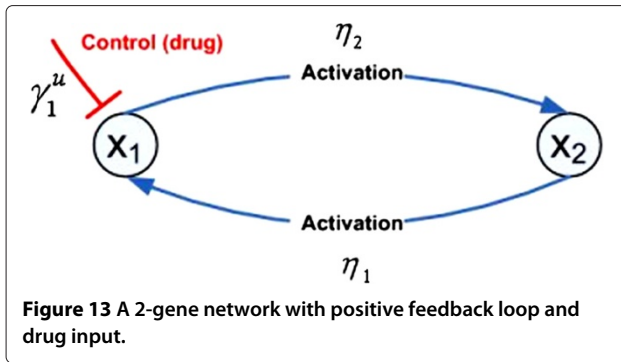 Control (drug)
η₂
Activation
γ₁ᵘ
X₁
X₂
Activation
η₁
Figure 13 A 2-gene network with positive feedback loop and
drug input.